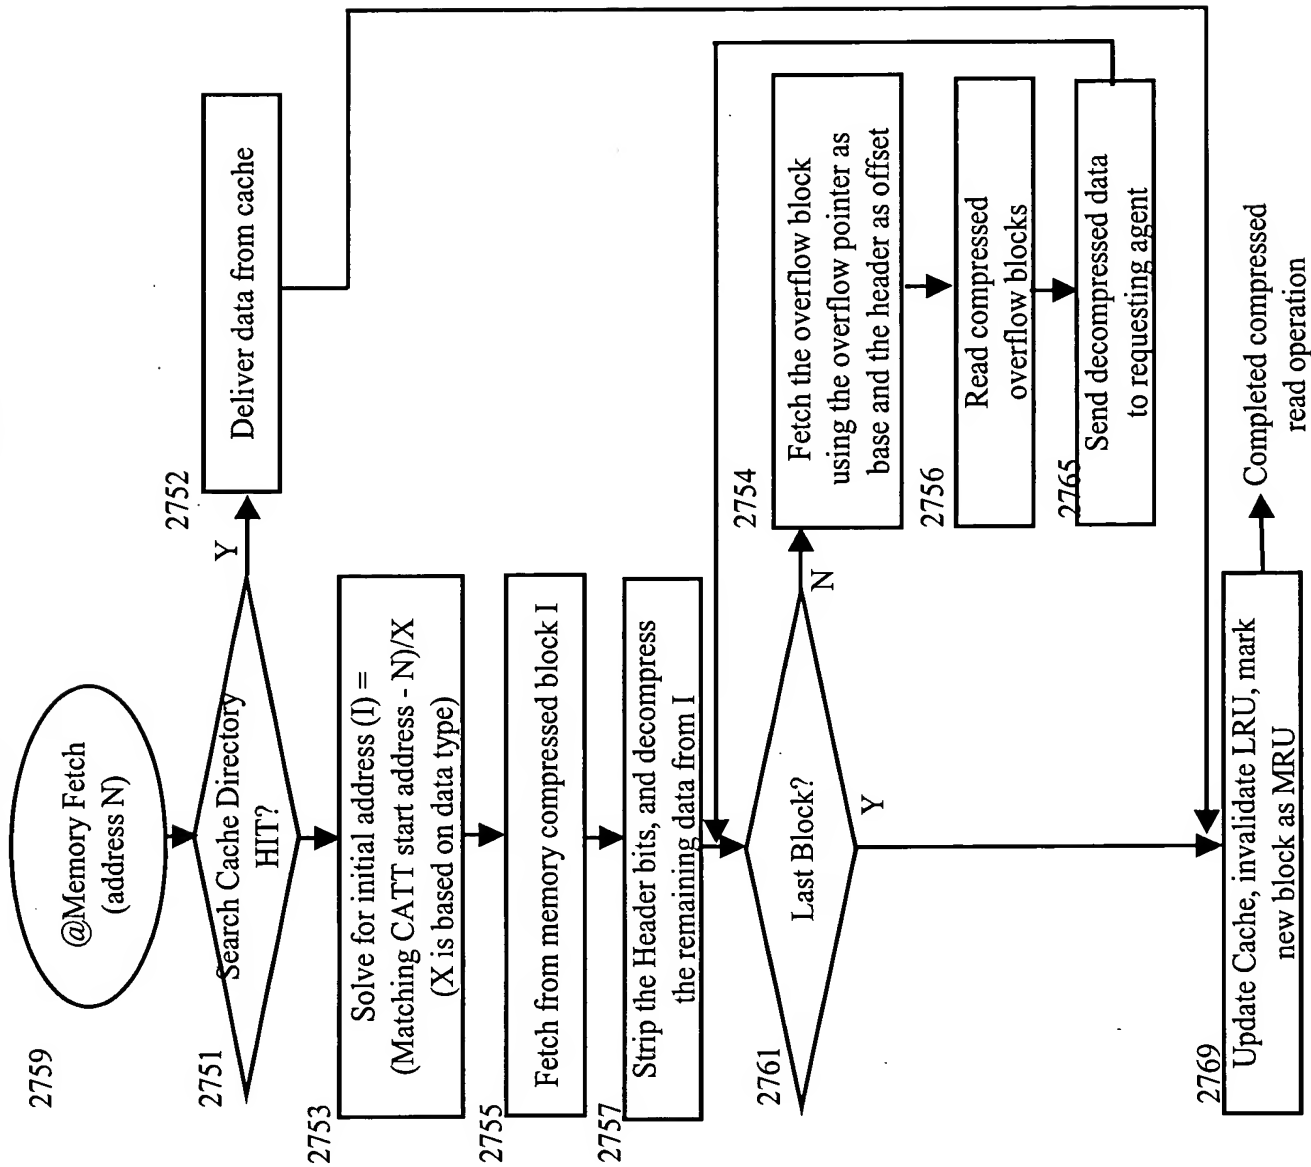 2759
@Memory Fetch
(address N)
2751
Search Cache Directory
HIT?
Y
2752
Deliver data from cache
2753
Solve for initial address (I) =
(Matching CATT start address - N)/X
(X is based on data type)
2755
Fetch from memory compressed block I
2757
Strip the Header bits, and decompress
the remaining data from I
2761
Last Block?
N
Y
2754
Fetch the overflow block
using the overflow pointer as
base and the header as offset
2756
Read compressed
overflow blocks
2765
Send decompressed data
to requesting agent
2769
Update Cache, invalidate LRU, mark
new block as MRU
Completed compressed
read operation